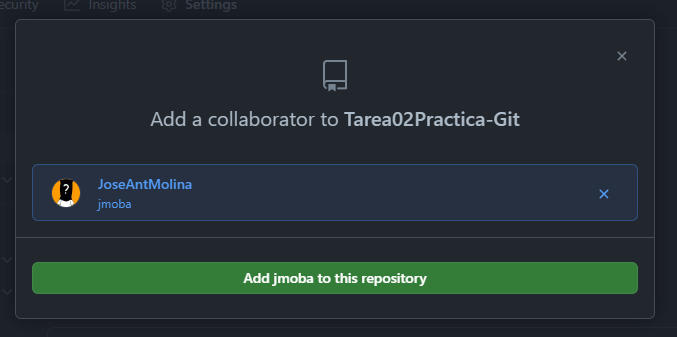 ecurity Insights Settings
Add a collaborator to Tarea02Practica-Git
?
JoseAntMolina
jmoba
Add jmoba to this repository